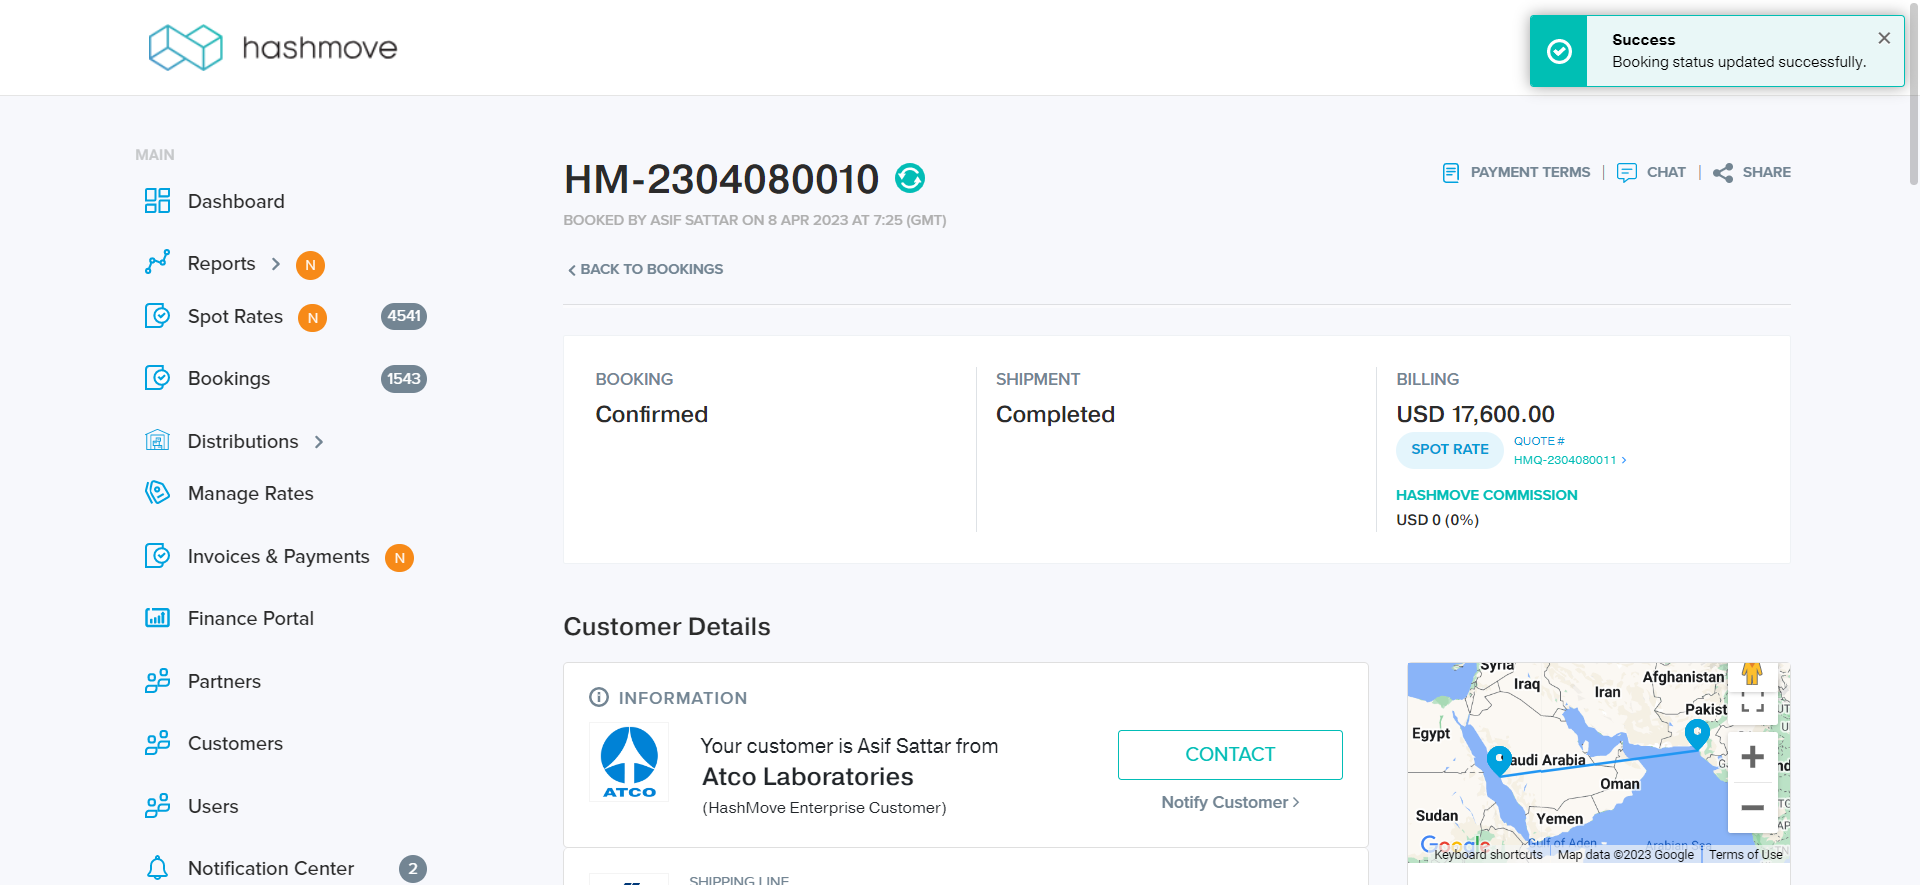 hashmove
Success
Booking status updated successfully.
MAIN
Dashboard
Reports N
Spot Rates N 4541
Bookings 1543
Distributions
Manage Rates
Invoices & Payments N
Finance Portal
Partners
Customers
Users
Notification Center 2
HM-2304080010
BOOKED BY ASIF SATTAR ON 8 APR 2023 AT 7:25 (GMT)
PAYMENT TERMS | CHAT | SHARE
BACK TO BOOKINGS
BOOKING
Confirmed
SHIPMENT
Completed
BILLING
USD 17,600.00
SPOT RATE
QUOTE #
HMQ-2304080011 >
HASHMOVE COMMISSION
USD 0 (0%)
Customer Details
INFORMATION
ATCO
Your customer is Asif Sattar from
Atco Laboratories
(HashMove Enterprise Customer)
CONTACT
Notify Customer >
SHIPPING LINE
Syria
Afghanistan
Iraq
Iran
Pakist
Egypt
audi Arabia
Oman
Sudan
Yemen
Gulf of Aden
Arabian Sea
Google
Keyboard shortcuts
Map data ©2023 Google
Terms of Use